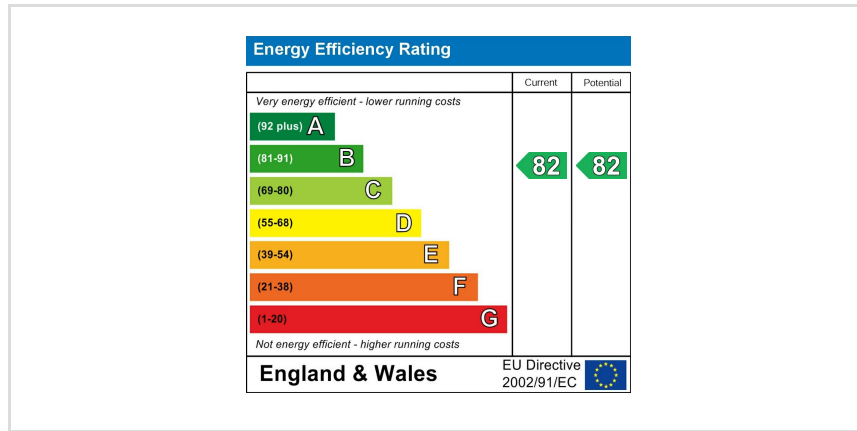 Energy Efficiency Rating
Current Potential
Very energy efficient - lower running costs
(92 plus) A
(81-91) B
82 82
(69-80) C
(55-68) D
(39-54) E
(21-38) F
(1-20) G
Not energy efficient - higher running costs
England & Wales
EU Directive
2002/91/EC